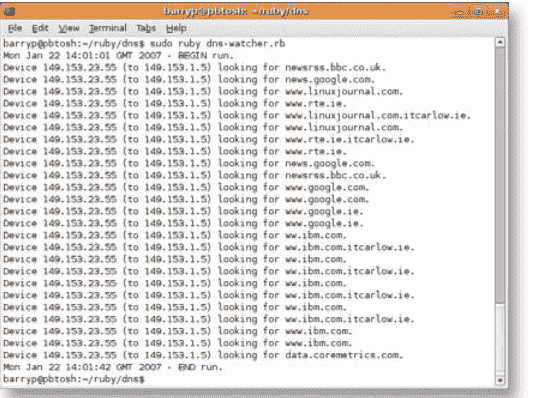 barryp@pbtosh: ~/ruby/dns
File Edit View Terminal Tabs Help
barryp@pbtosh:~/ruby/dns$ sudo ruby dns-watcher.rb
Mon Jan 22 14:01:01 GMT 2007 - BEGIN run.
Device 149.153.23.55 (to 149.153.1.5) looking for newsrss.bbc.co.uk.
Device 149.153.23.55 (to 149.153.1.5) looking for news.google.com.
Device 149.153.23.55 (to 149.153.1.5) looking for www.linuxjournal.com.
Device 149.153.23.55 (to 149.153.1.5) looking for www.rte.ie.
Device 149.153.23.55 (to 149.153.1.5) looking for www.linuxjournal.com.itcarlow.ie.
Device 149.153.23.55 (to 149.153.1.5) looking for www.linuxjournal.com.
Device 149.153.23.55 (to 149.153.1.5) looking for www.rte.ie.itcarlow.ie.
Device 149.153.23.55 (to 149.153.1.5) looking for www.rte.ie.
Device 149.153.23.55 (to 149.153.1.5) looking for news.google.com.
Device 149.153.23.55 (to 149.153.1.5) looking for newsrss.bbc.co.uk.
Device 149.153.23.55 (to 149.153.1.5) looking for www.google.com.
Device 149.153.23.55 (to 149.153.1.5) looking for www.google.com.
Device 149.153.23.55 (to 149.153.1.5) looking for www.google.ie.
Device 149.153.23.55 (to 149.153.1.5) looking for www.google.ie.
Device 149.153.23.55 (to 149.153.1.5) looking for ww.ibm.com.
Device 149.153.23.55 (to 149.153.1.5) looking for ww.ibm.com.itcarlow.ie.
Device 149.153.23.55 (to 149.153.1.5) looking for ww.ibm.com.
Device 149.153.23.55 (to 149.153.1.5) looking for ww.ibm.com.itcarlow.ie.
Device 149.153.23.55 (to 149.153.1.5) looking for ww.ibm.com.
Device 149.153.23.55 (to 149.153.1.5) looking for ww.ibm.com.itcarlow.ie.
Device 149.153.23.55 (to 149.153.1.5) looking for ww.ibm.com.
Device 149.153.23.55 (to 149.153.1.5) looking for ww.ibm.com.itcarlow.ie.
Device 149.153.23.55 (to 149.153.1.5) looking for www.ibm.com.
Device 149.153.23.55 (to 149.153.1.5) looking for www.ibm.com.
Device 149.153.23.55 (to 149.153.1.5) looking for data.coremetrics.com.
Mon Jan 22 14:01:42 GMT 2007 - END run.
barryp@pbtosh:~/ruby/dns$